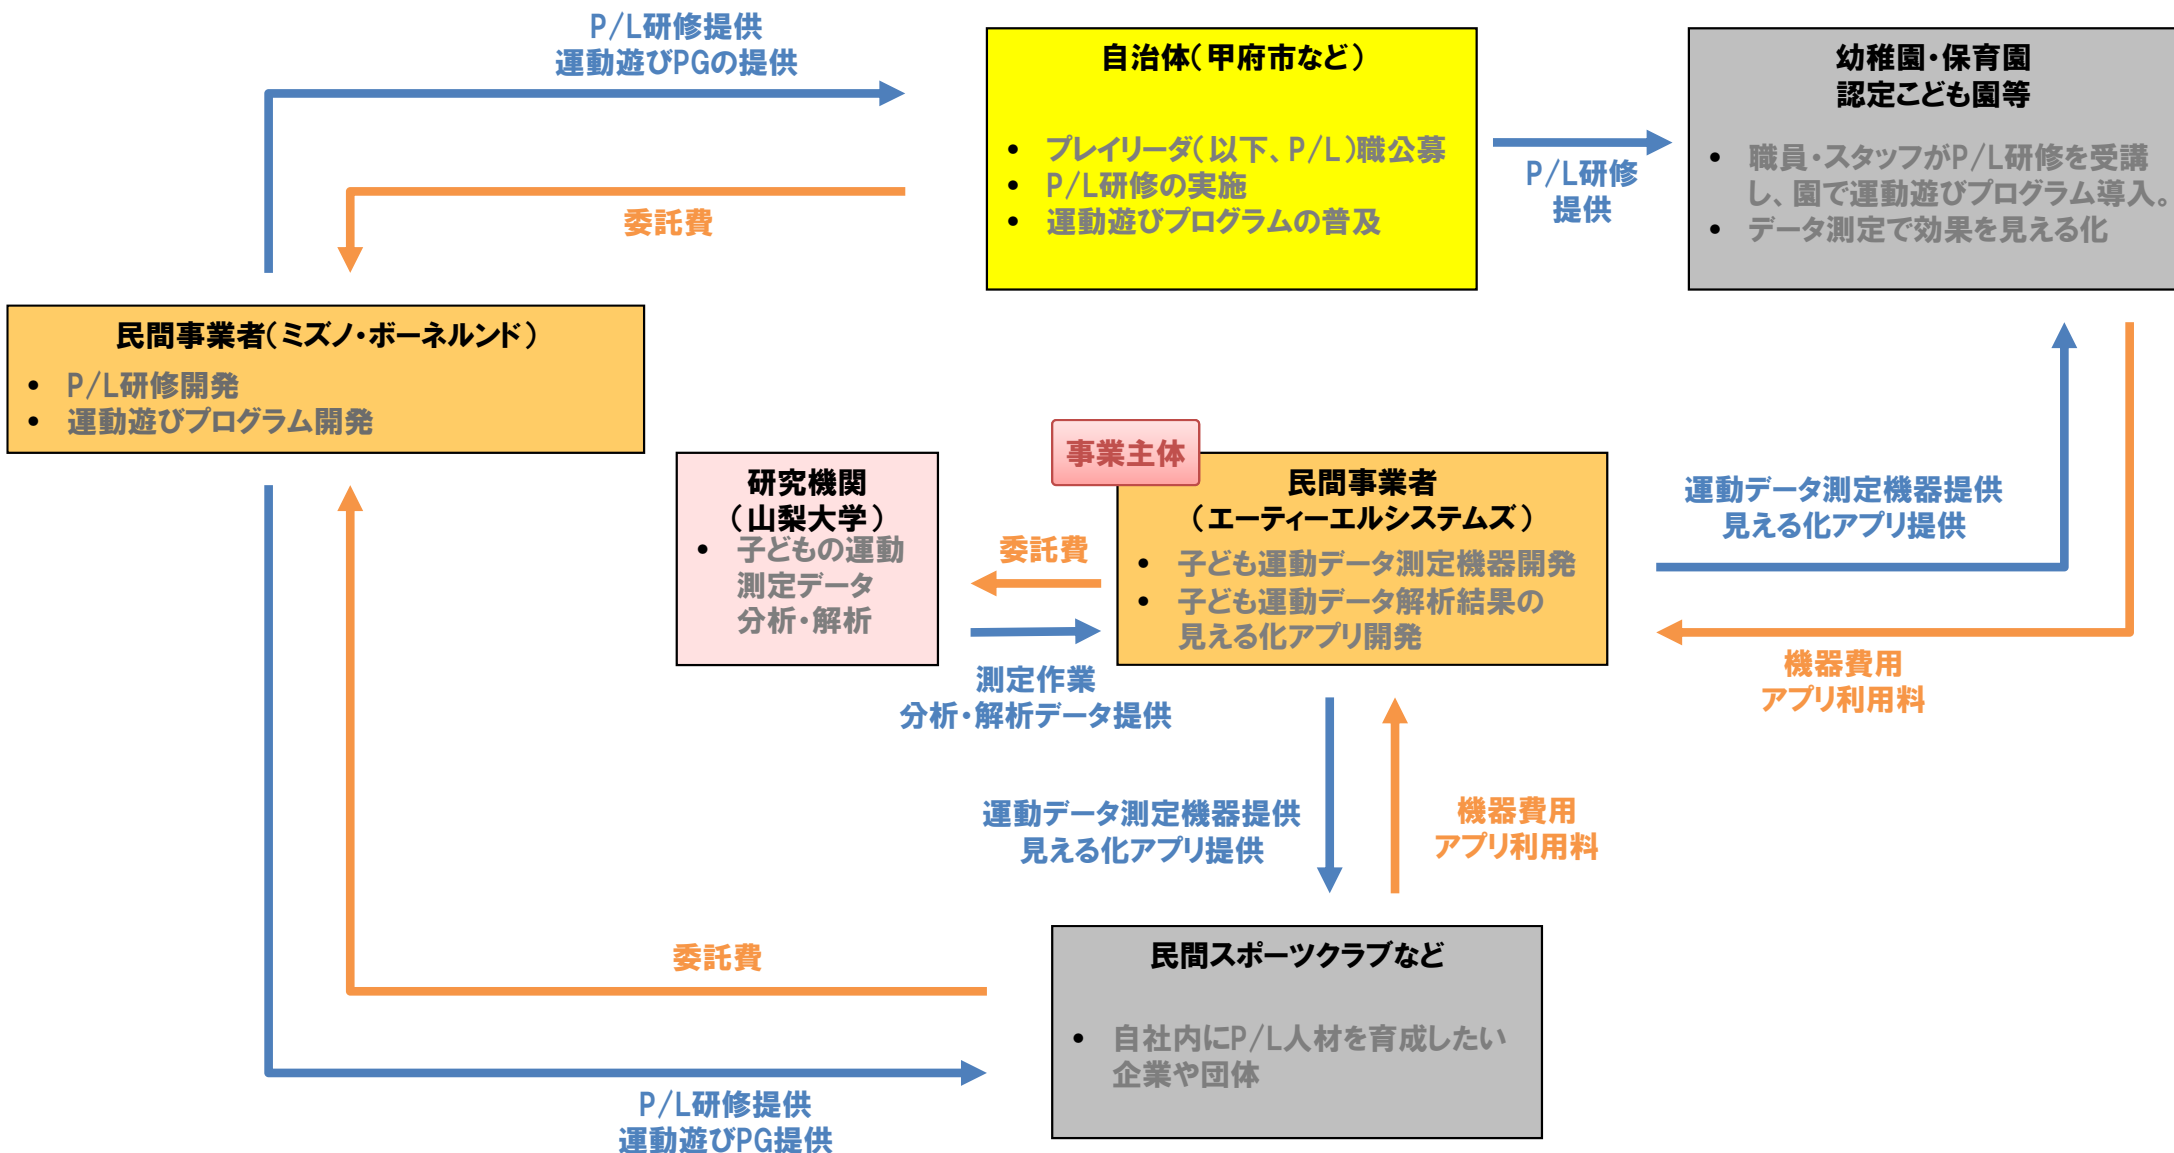 P/L研修提供
運動遊びPGの提供
委託費
自治体（甲府市など）
• プレイリーダ（以下、P/L）職公募
• P/L研修の実施
• 運動遊びプログラムの普及
P/L研修
提供
幼稚園・保育園
認定こども園等
• 職員・スタッフがP/L研修を受講
し、園で運動遊びプログラム導入。
• データ測定で効果を見える化
民間事業者（ミズノ・ボーネルンド）
• P/L研修開発
• 運動遊びプログラム開発
研究機関
（山梨大学）
• 子どもの運動
測定データ
分析・解析
委託費
測定作業
分析・解析データ提供
事業主体
民間事業者
（エーティーエルシステムズ）
• 子ども運動データ測定機器開発
• 子ども運動データ解析結果の
見える化アプリ開発
運動データ測定機器提供
見える化アプリ提供
機器費用
アプリ利用料
運動データ測定機器提供
見える化アプリ提供
機器費用
アプリ利用料
委託費
民間スポーツクラブなど
• 自社内にP/L人材を育成したい
企業や団体
P/L研修提供
運動遊びPG提供